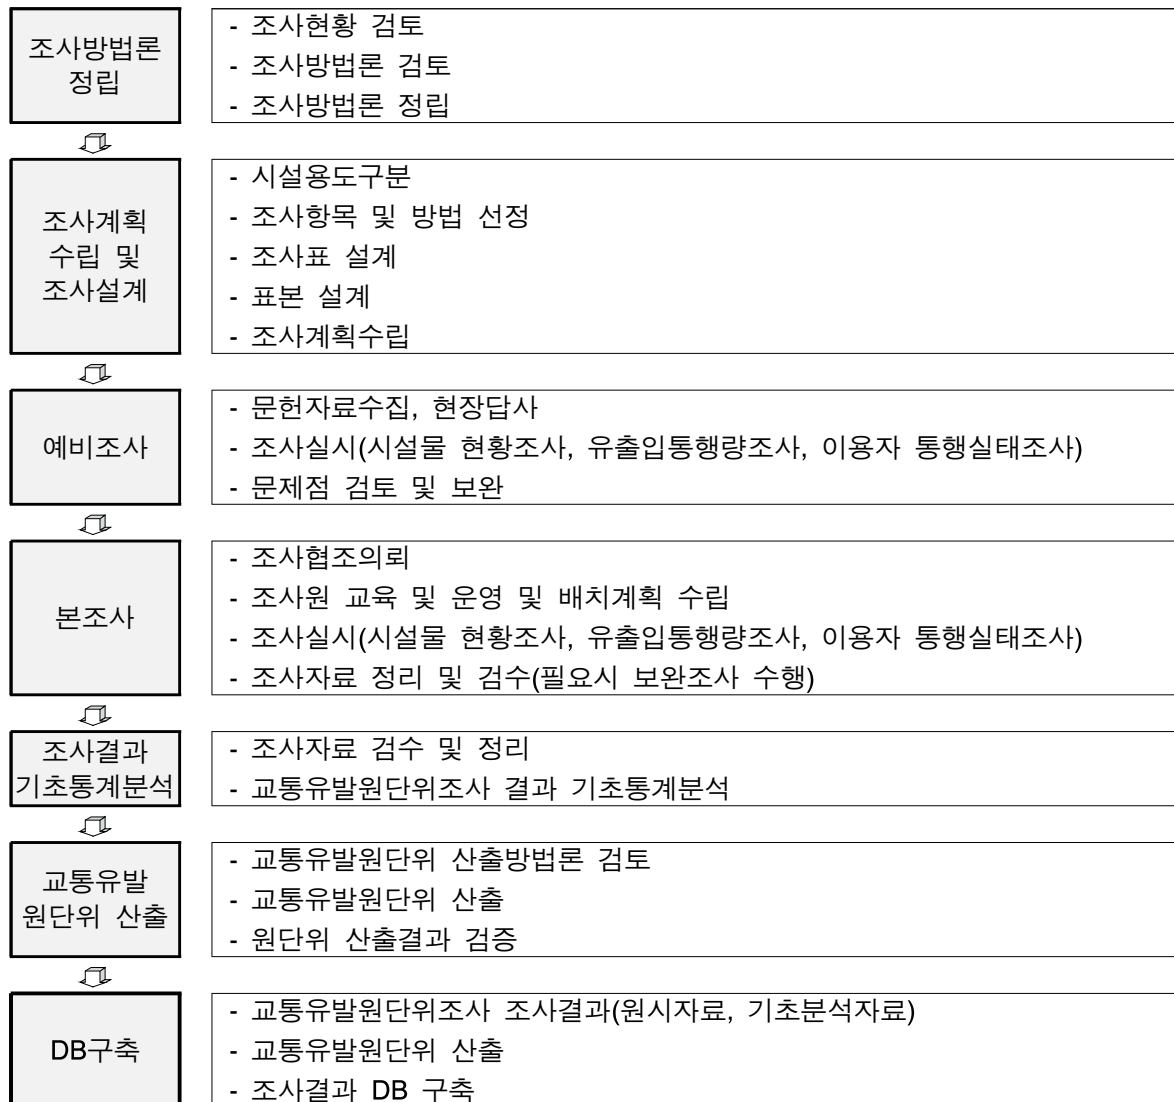 조사방법론
정립
- 조사현황 검토
- 조사방법론 검토
- 조사방법론 정립
조사계획
수립 및
조사설계
- 시설용도구분
- 조사항목 및 방법 선정
- 조사표 설계
- 표본 설계
- 조사계획수립
예비조사
- 문헌자료수집, 현장답사
- 조사실시(시설물 현황조사, 유출입통행량조사, 이용자 통행실태조사)
- 문제점 검토 및 보완
본조사
- 조사협조의뢰
- 조사원 교육 및 운영 및 배치계획 수립
- 조사실시(시설물 현황조사, 유출입통행량조사, 이용자 통행실태조사)
- 조사자료 정리 및 검수(필요시 보완조사 수행)
조사결과
기초통계분석
- 조사자료 검수 및 정리
- 교통유발원단위조사 결과 기초통계분석
교통유발
원단위 산출
- 교통유발원단위 산출방법론 검토
- 교통유발원단위 산출
- 원단위 산출결과 검증
DB구축
- 교통유발원단위조사 조사결과(원시자료, 기초분석자료)
- 교통유발원단위 산출
- 조사결과 DB 구축